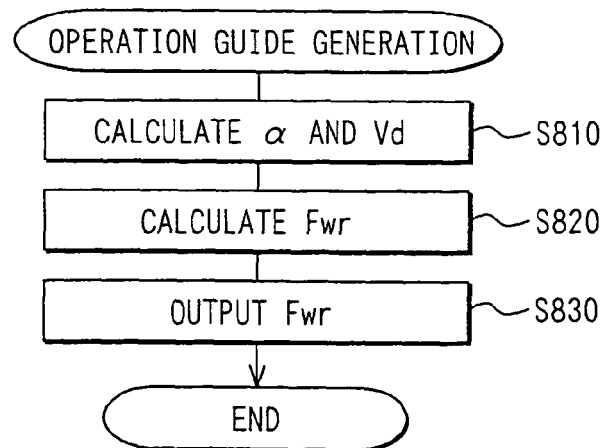 OPERATION GUIDE GENERATION
CALCULATE α AND Vd
S810
CALCULATE Fwr
S820
OUTPUT Fwr
S830
END